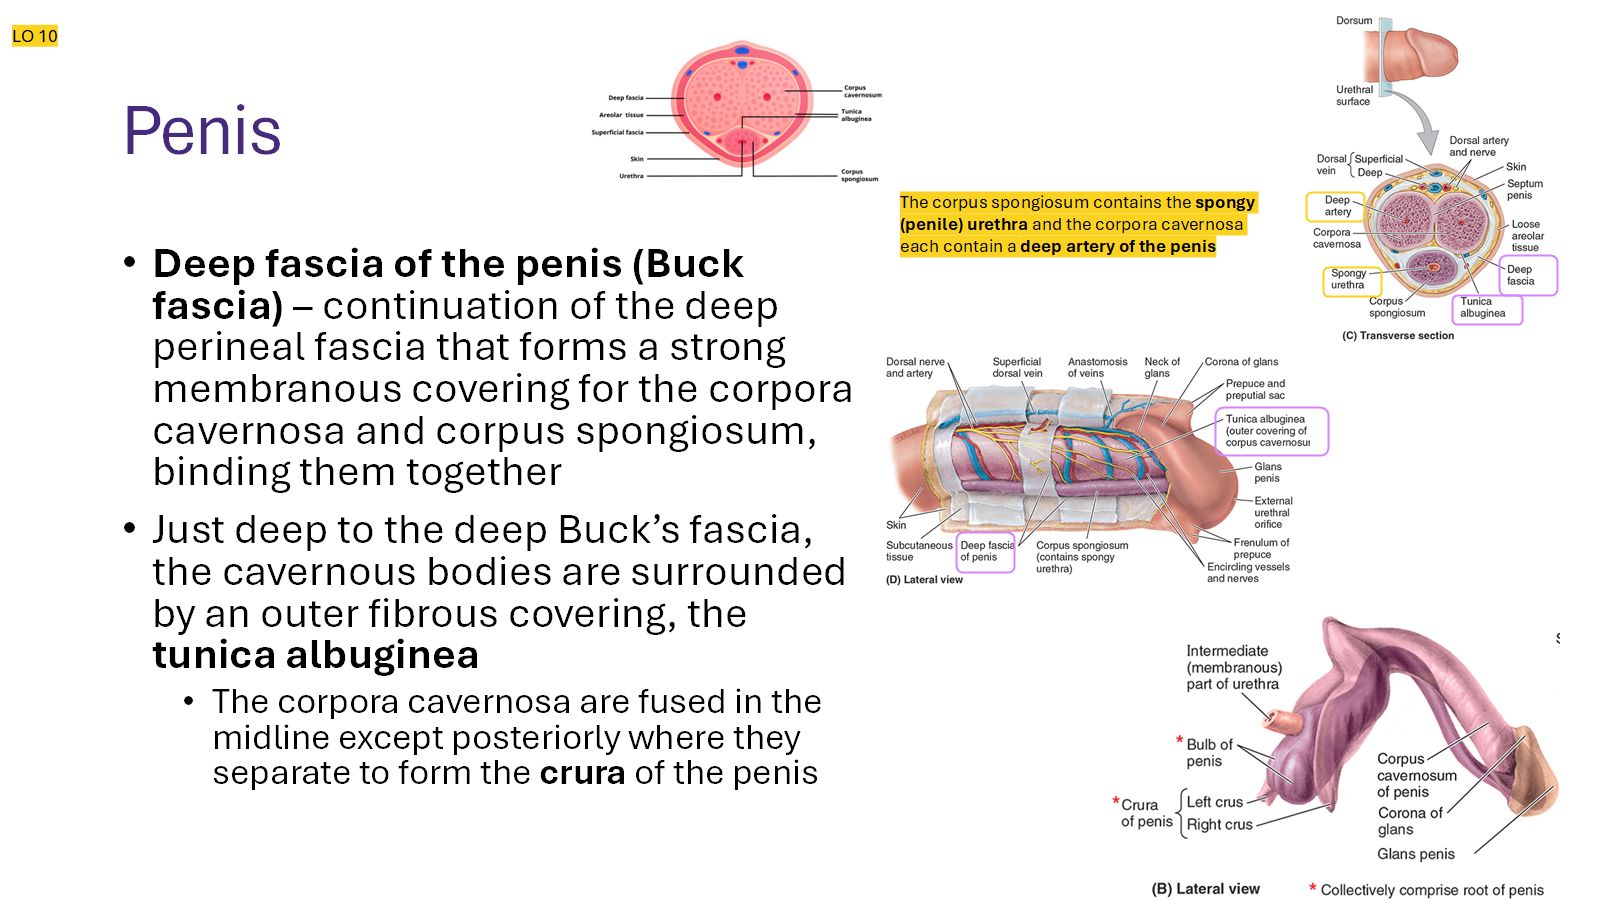 LO 10
Penis
• Deep fascia of the penis (Buck
fascia) – continuation of the deep
perineal fascia that forms a strong
membranous covering for the corpora
cavernosa and corpus spongiosum,
binding them together
• Just deep to the deep Buck’s fascia,
the cavernous bodies are surrounded
by an outer fibrous covering, the
tunica albuginea
• The corpora cavernosa are fused in the
midline except posteriorly where they
separate to form the crura of the penis
Deep fascia
Areolar tissue
Superficial fascia
Skin
Urethra
Corpus
cavernosum
Tunica
albuginea
Corpus
spongiosum
The corpus spongiosum contains the spongy
(penile) urethra and the corpora cavernosa
each contain a deep artery of the penis
Dorsum
Urethral
surface
Dorsal artery
and nerve
Dorsal
vein
Superficial
Deep
Skin
Septum
penis
Deep
artery
Corpora
cavernosa
Loose
areolar
tissue
Spongy
urethra
Deep
fascia
Corpus
spongiosum
Tunica
albuginea
(C) Transverse section
Dorsal nerve
and artery
Superficial
dorsal vein
Anastomosis
of veins
Neck of
glans
Corona of glans
Prepuce and
preputial sac
Tunica albuginea
(outer covering of
corpus cavernosu
Glans
penis
External
urethral
orifice
Skin
Subcutaneous
tissue
Deep fascia
of penis
Corpus spongiosum
(contains spongy
urethra)
Frenulum of
prepuce
Encircling vessels
and nerves
(D) Lateral view
Intermediate
(membranous)
part of urethra
* Bulb of
penis
* Crura
of penis
Left crus
Right crus
Corpus
cavernosum
of penis
Corona of
glans
Glans penis
(B) Lateral view
* Collectively comprise root of penis